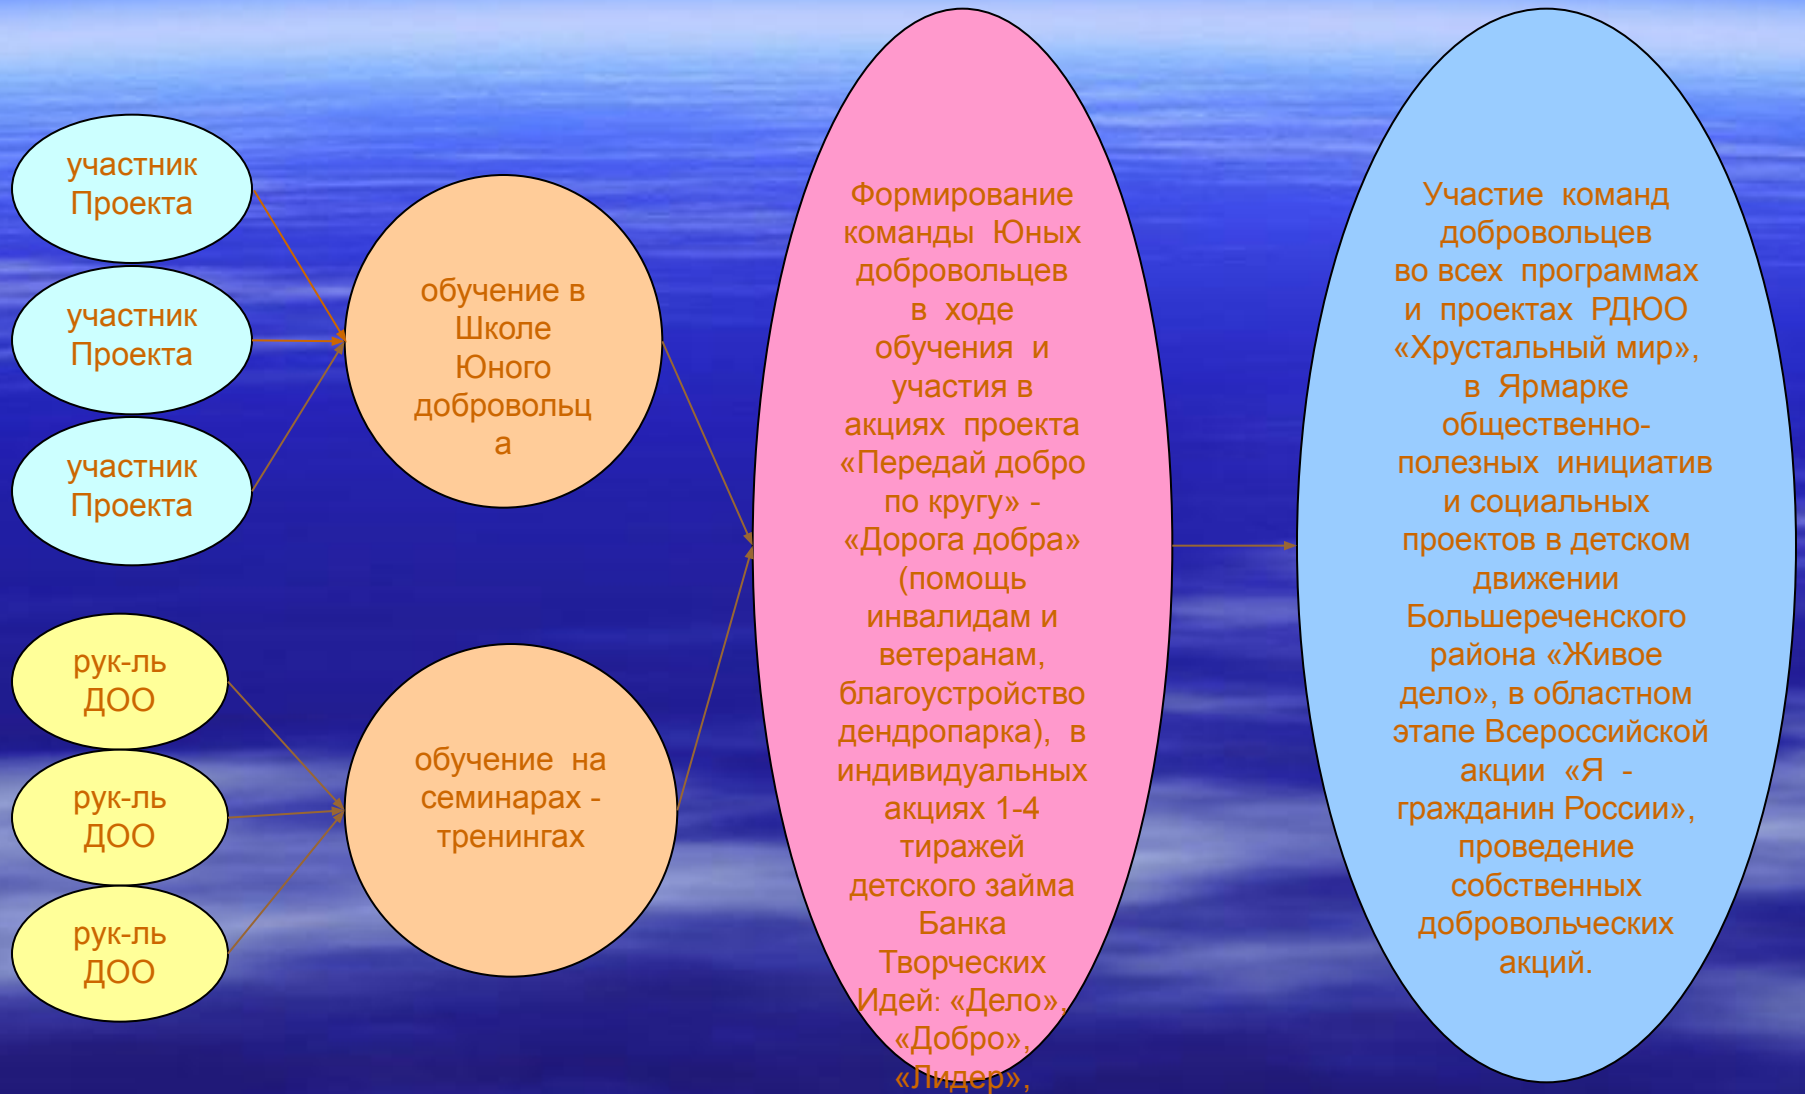 участник
Проекта
участник
Проекта
участник
Проекта
рук-ль
ДОО
рук-ль
ДОО
рук-ль
ДОО
обучение в
Школе
Юного
добровольц
а
обучение на
семинарах -
тренингах
Формирование
команды Юных
добровольцев
в ходе
обучения и
участия в
акциях проекта
«Передай добро
по кругу» -
«Дорога добра»
(помощь
инвалидам и
ветеранам,
благоустройство
дендропарка), в
индивидуальных
акциях 1-4
тиражей
детского займа
Банка
Творческих
Идей: «Дело»,
«Добро»,
«Лидер»,
Участие команд
добровольцев
во всех программах
и проектах РДЮО
«Хрустальный мир»,
в Ярмарке
общественно-
полезных инициатив
и социальных
проектов в детском
движении
Большереченского
района «Живое
дело», в областном
этапе Всероссийской
акции «Я -
гражданин России»,
проведение
собственных
добровольческих
акций.